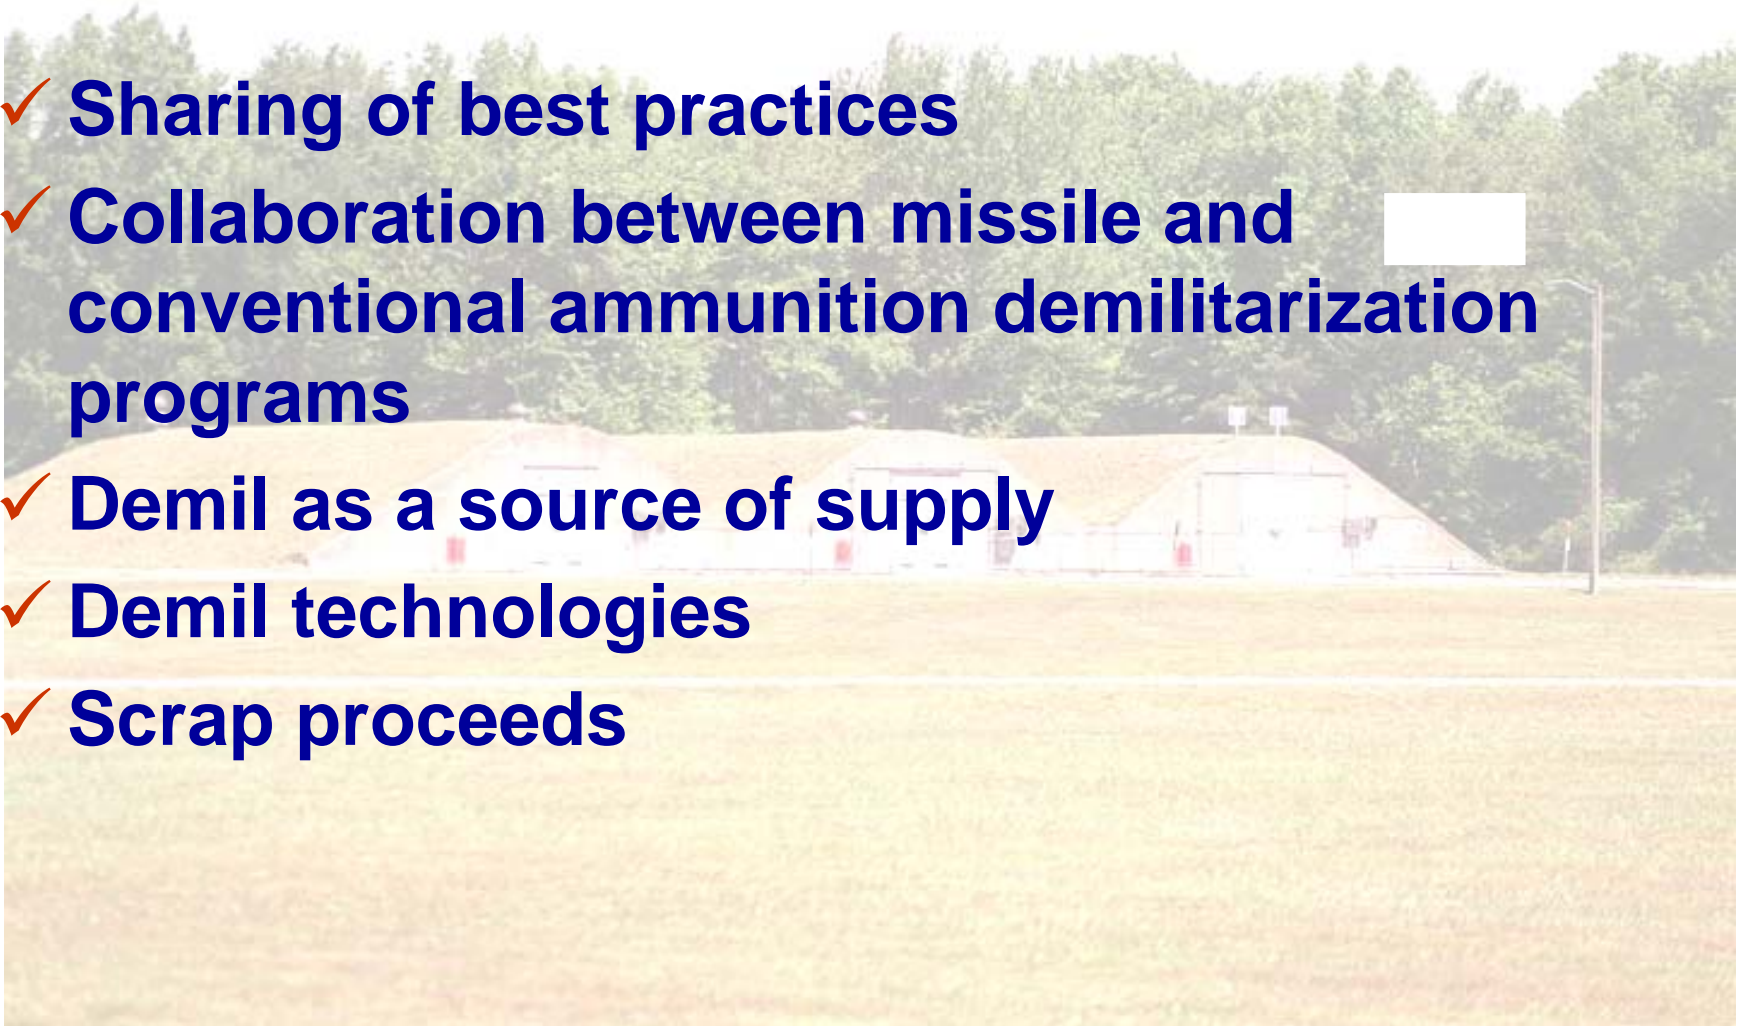 ✓ Sharing of best practices
✓ Collaboration between missile and
conventional ammunition demilitarization
programs
✓ Demil as a source of supply
✓ Demil technologies
✓ Scrap proceeds